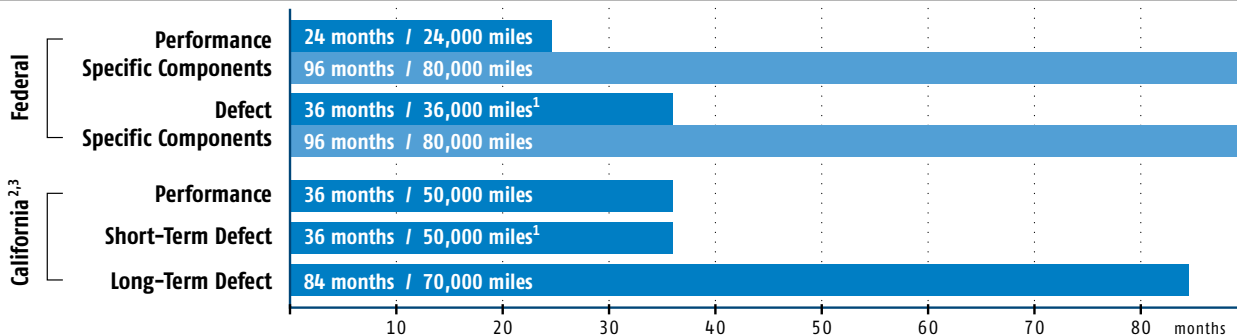 Federal
Performance 24 months / 24,000 miles
Specific Components 96 months / 80,000 miles
Defect 36 months / 36,000 miles1
Specific Components 96 months / 80,000 miles
California2,3
Performance 36 months / 50,000 miles
Short-Term Defect 36 months / 50,000 miles1
Long-Term Defect 84 months / 70,000 miles
10 20 30 40 50 60 70 80 months